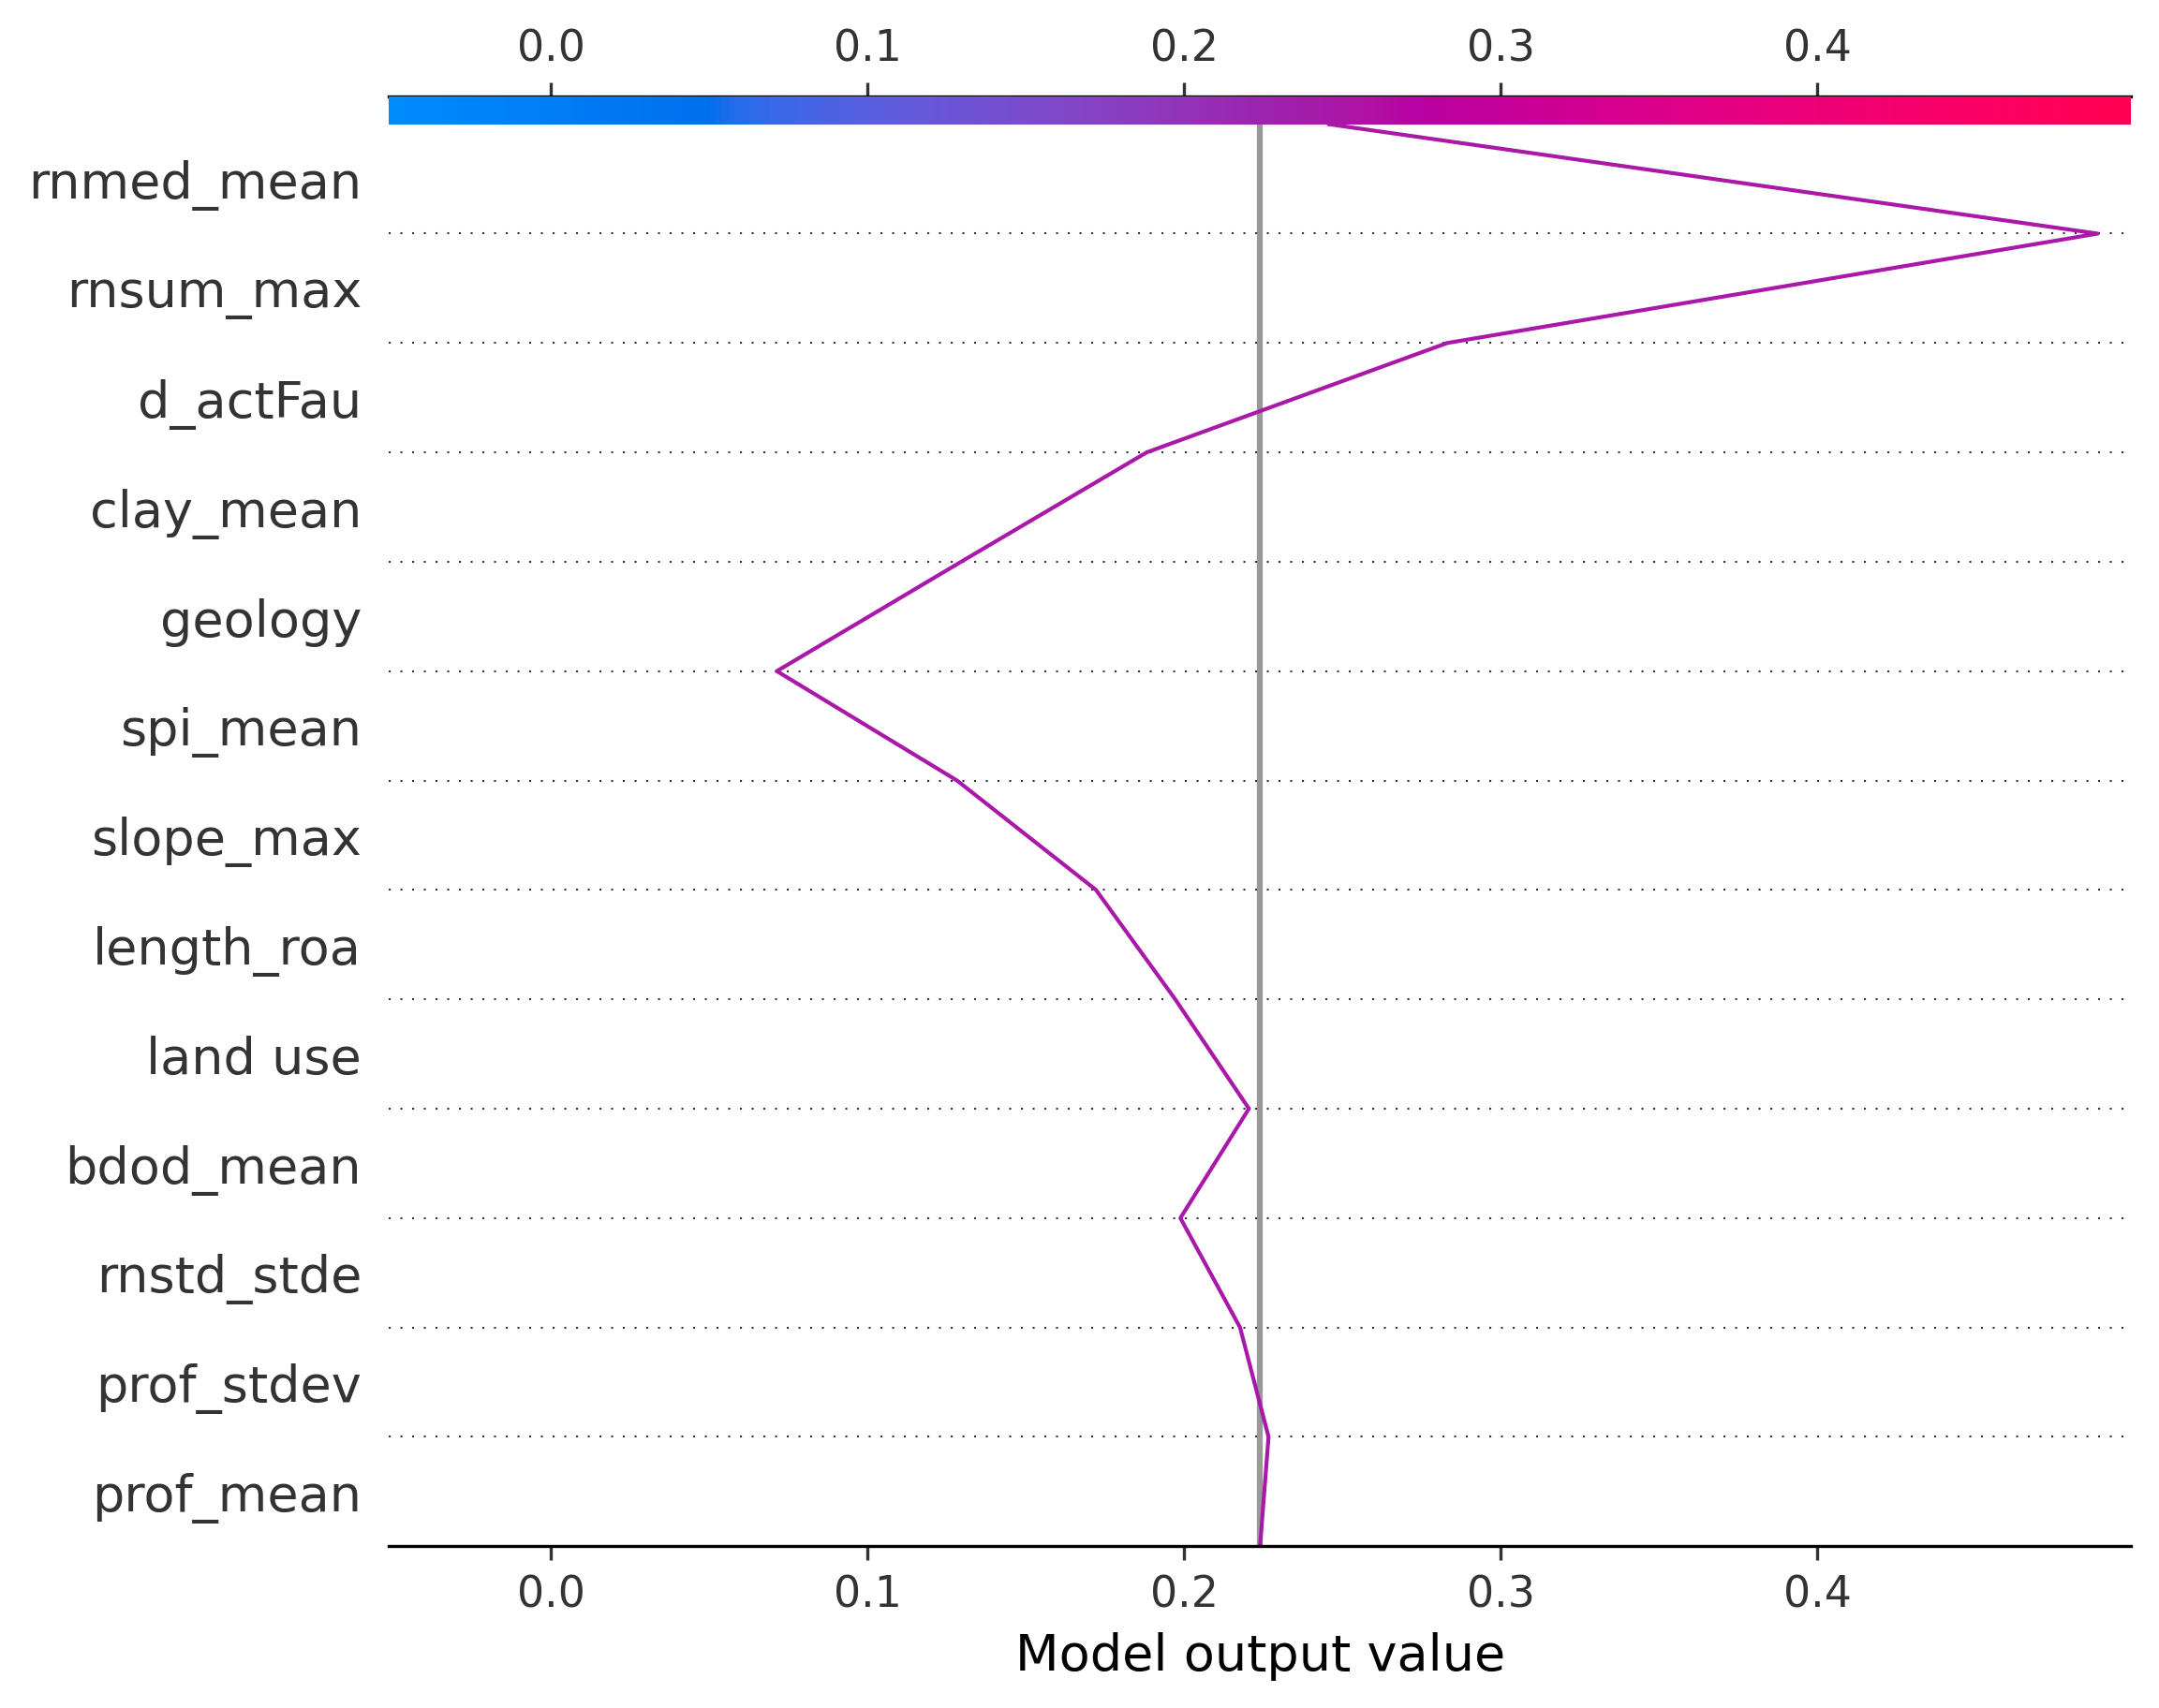 0.0 0.1 0.2 0.3 0.4
rnmed_mean
rnsum_max
d_actFau
clay_mean
geology
spi_mean
slope_max
length_roa
land use
bdod_mean
rnstd_stde
prof_stdev
prof_mean
0.0 0.1 0.2 0.3 0.4
Model output value